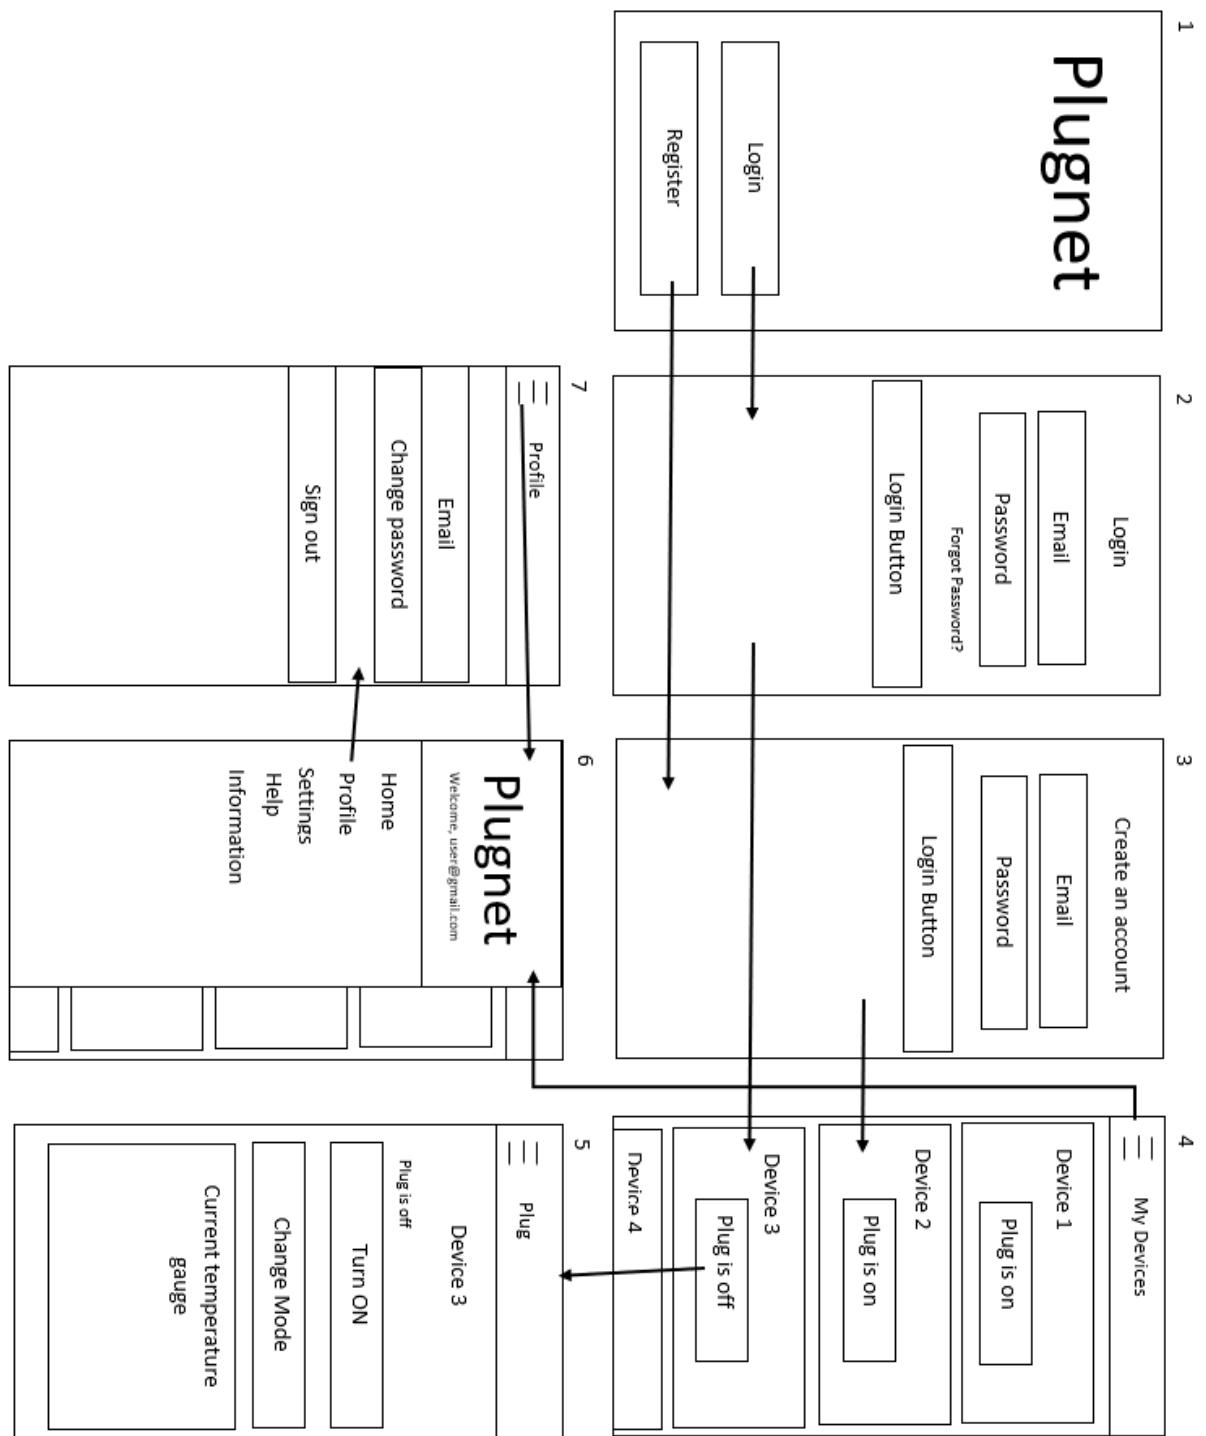 1
Plugnet
Login
Register
2
Login
Email
Password
Forgot Password?
Login Button
3
Create an account
Email
Password
Login Button
4
My Devices
Device 1
Plug is on
Device 2
Plug is on
Device 3
Plug is off
Device 4
7
Profile
Email
Change password
Sign out
6
Plugnet
Welcome, user@gmail.com
Home
Profile
Settings
Help
Information
5
Plug
Device 3
Plug is off
Turn ON
Change Mode
Current temperature
gauge